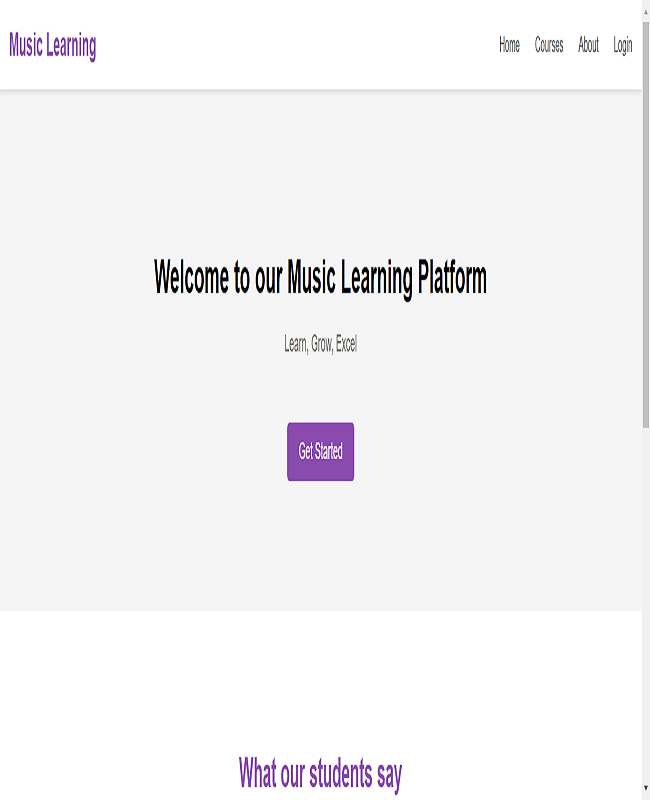 Music Learning
Home Courses About Login
Welcome to our Music Learning Platform
Learn, Grow, Excel
Get Started
What our students say